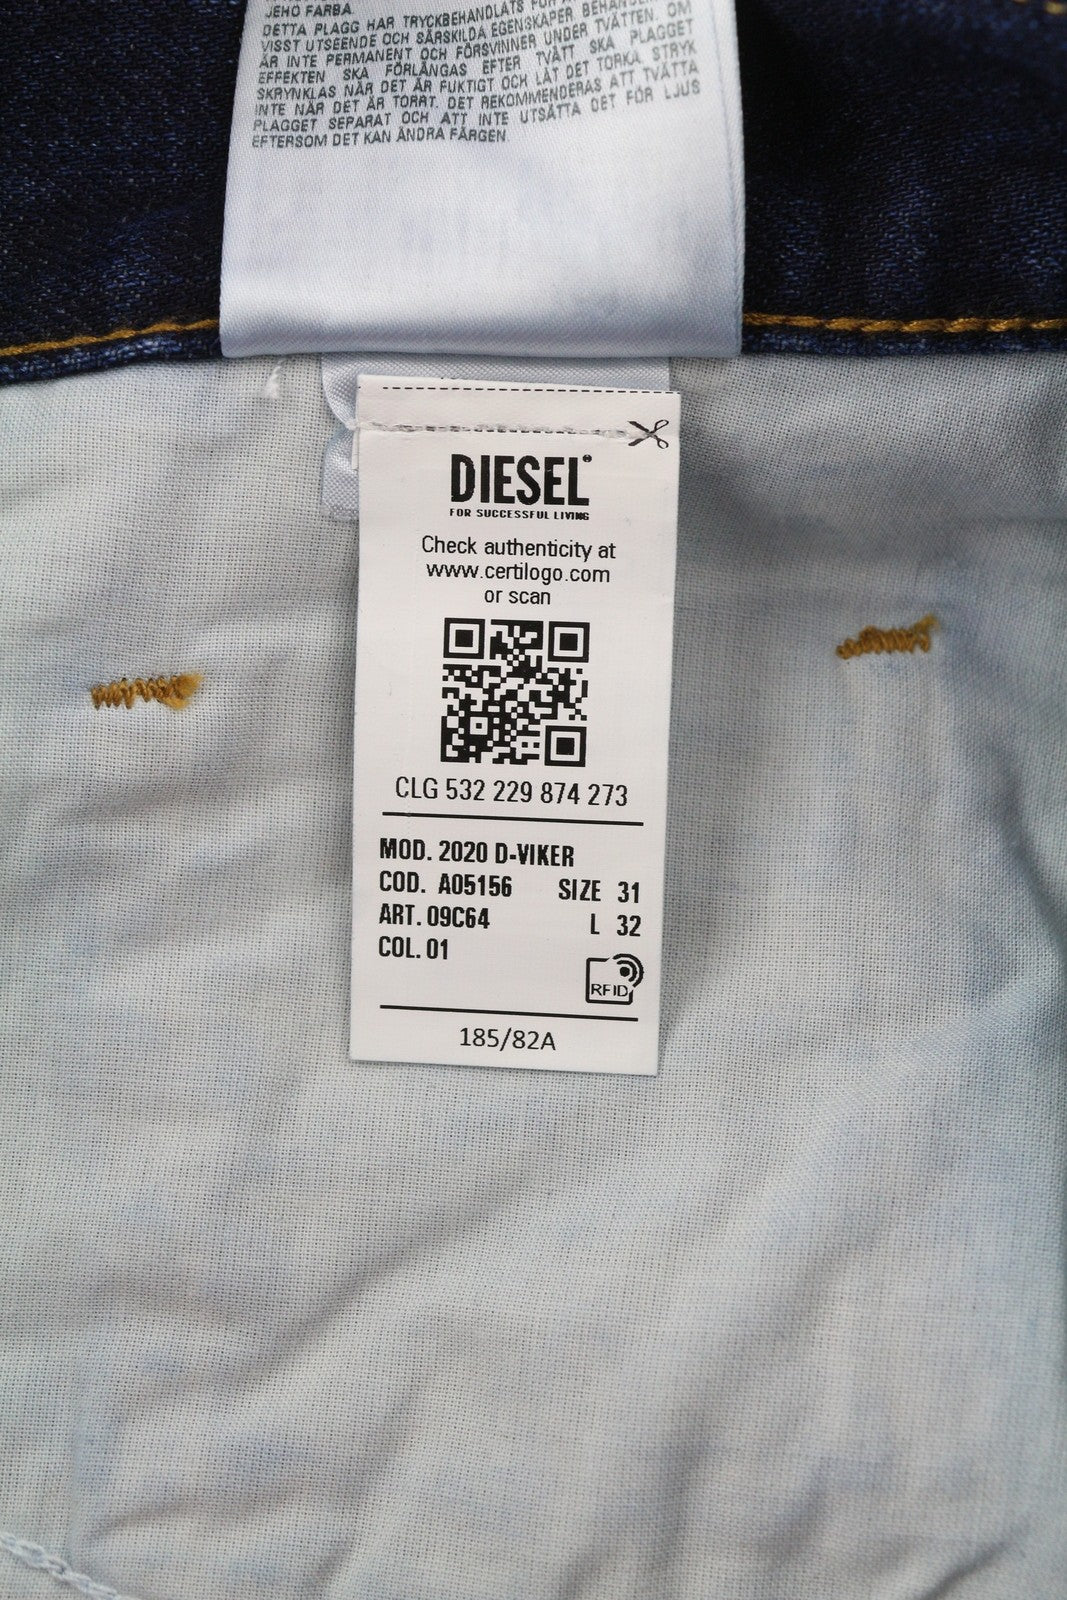 JEHO FARBA.
DETTA PLAGG HAR TRYCKBEHANDLATS FÖR
VISST UTSEENDE OCH SÄRSKILDA EGENSKAPER
ÄR INTE PERMANENT OCH FÖRSVINNER UNDER TVÄTTEN. OM
EFFEKTEN SKA FÖRLÄNGAS EFTER TVÄTT SKA PLAGGET
SKRYNKLAS NÄR DET ÄR FUKTIGT OCH LÅT DET TORKA. STRYK
INTE NÄR DET ÄR TORRT. DET REKOMMENDERAS ATT TVÄTTA
PLAGGET SEPARAT OCH ATT INTE UTSÄTTA DET FÖR LJUS
EFTERSOM DET KAN ÄNDRA FÄRGEN.
DIESEL
FOR SUCCESSFUL LIVING
Check authenticity at
www.certilogo.com
or scan
CLG 532 229 874 273
MOD. 2020 D-VIKER
COD. A05156 SIZE 31
ART. 09C64 L 32
COL. 01
RFID
185/82A